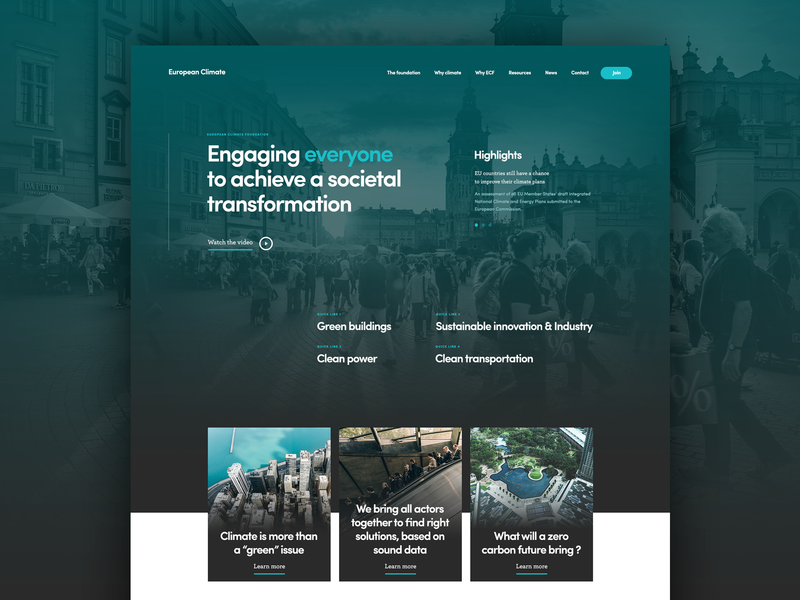 European Climate
The foundation
Why climate
Why ECF
Resources
News
Contact
Join
EUROPEAN CLIMATE FOUNDATION
Engaging everyone
to achieve a societal
transformation
Watch the video
Highlights
EU countries still have a chance
to improve their climate plans
An assessment of all EU Member States' draft Integrated
National Climate and Energy Plans submitted to the
European Commission.
QUICK LINK 1
Green buildings
QUICK LINK 2
Sustainable innovation & Industry
QUICK LINK 3
Clean power
QUICK LINK 4
Clean transportation
Climate is more than
a “green” issue
Learn more
We bring all actors
together to find right
solutions, based on
sound data
Learn more
What will a zero
carbon future bring ?
Learn more
%